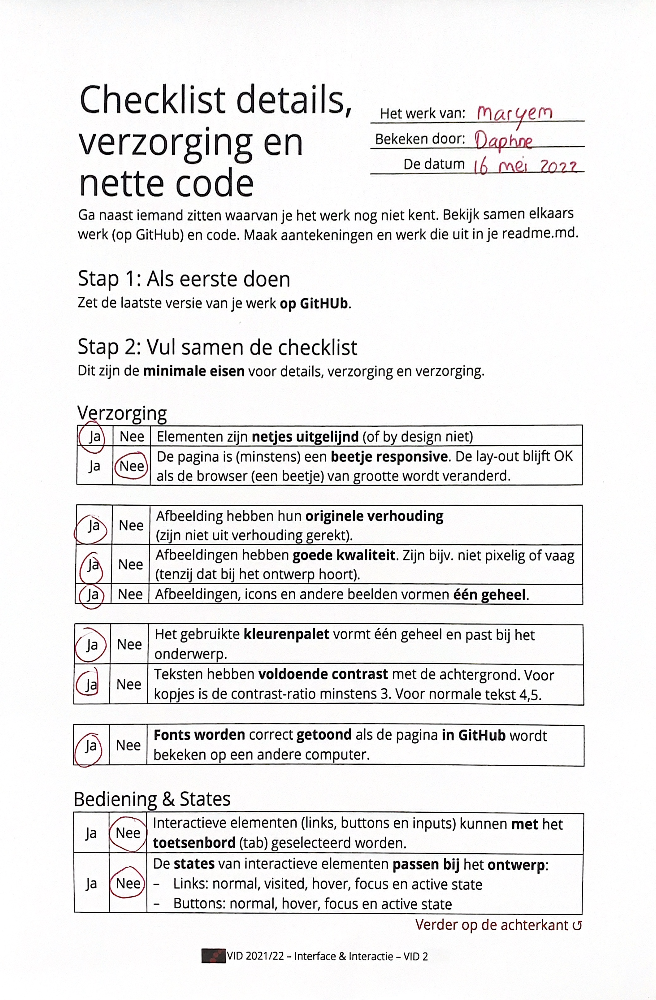 Checklist details,
verzorging en
nette code
Het werk van: Maryem
Bekeken door: Daphne
De datum 16 mei 2022
Ga naast iemand zitten waarvan je het werk nog niet kent. Bekijk samen elkaars
werk (op GitHub) en code. Maak aantekeningen en werk die uit in je readme.md.
Stap 1: Als eerste doen
Zet de laatste versie van je werk op GitHUb.
Stap 2: Vul samen de checklist
Dit zijn de minimale eisen voor details, verzorging en verzorging.
Verzorging
Ja Nee Elementen zijn netjes uitgelijnd (of by design niet)
Ja Nee De pagina is (minstens) een beetje responsive. De lay-out blijft OK
als de browser (een beetje) van grootte wordt veranderd.
Ja Nee Afbeelding hebben hun originele verhouding
(zijn niet uit verhouding gerekt).
Ja Nee Afbeeldingen hebben goede kwaliteit. Zijn bijv. niet pixelig of vaag
(tenzij dat bij het ontwerp hoort).
Ja Nee Afbeeldingen, icons en andere beelden vormen één geheel.
Ja Nee Het gebruikte kleurenpalet vormt één geheel en past bij het
onderwerp.
Ja Nee Teksten hebben voldoende contrast met de achtergrond. Voor
kopjes is de contrast-ratio minstens 3. Voor normale tekst 4,5.
Ja Nee Fonts worden correct getoond als de pagina in GitHub wordt
bekeken op een andere computer.
Bediening & States
Ja Nee Interactieve elementen (links, buttons en inputs) kunnen met het
toetsenbord (tab) geselecteerd worden.
Ja Nee De states van interactieve elementen passen bij het ontwerp:
– Links: normal, visited, hover, focus en active state
– Buttons: normal, hover, focus en active state
Verder op de achterkant ↺
VID 2021/22 – Interface & Interactie – VID 2